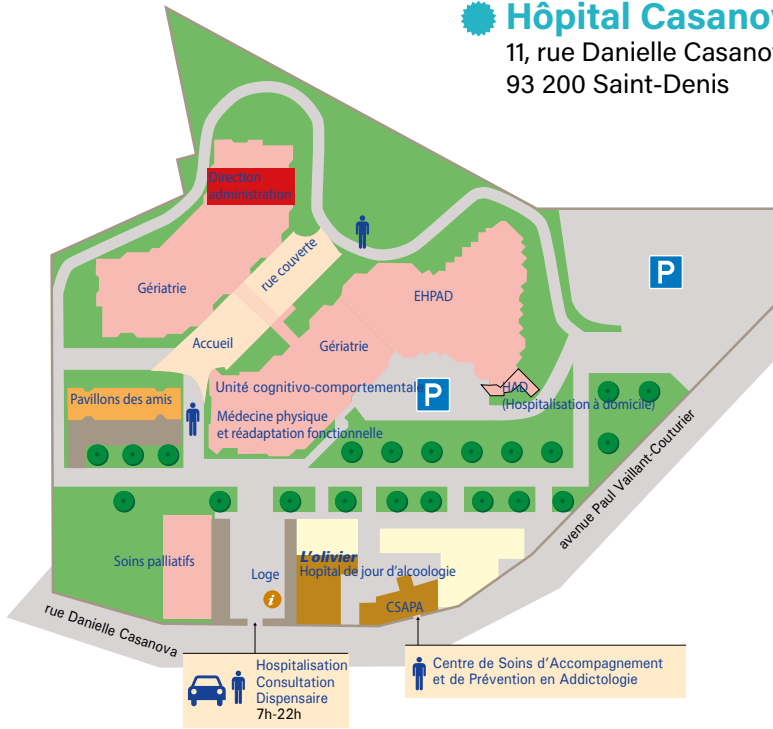 Hôpital Casanov
11, rue Danielle Casanov
93 200 Saint-Denis
Direction
administration
rue couverte
P
Gériatrie
EHPAD
Accueil
Gériatrie
Unité cognitivo-comportementale
P
HAD
(Hospitalisation à domicile)
Pavillons des amis
Médecine physique
et réadaptation fonctionnelle
avenue Paul Vaillant-Couturier
Soins palliatifs
Loge
i
L'olivier
Hopîtal de jour d'alcoologie
CSAPA
rue Danielle Casanova
Hospitalisation
Consultation
Dispensaire
7h-22h
Centre de Soins d'Accompagnement
et de Prévention en Addictologie